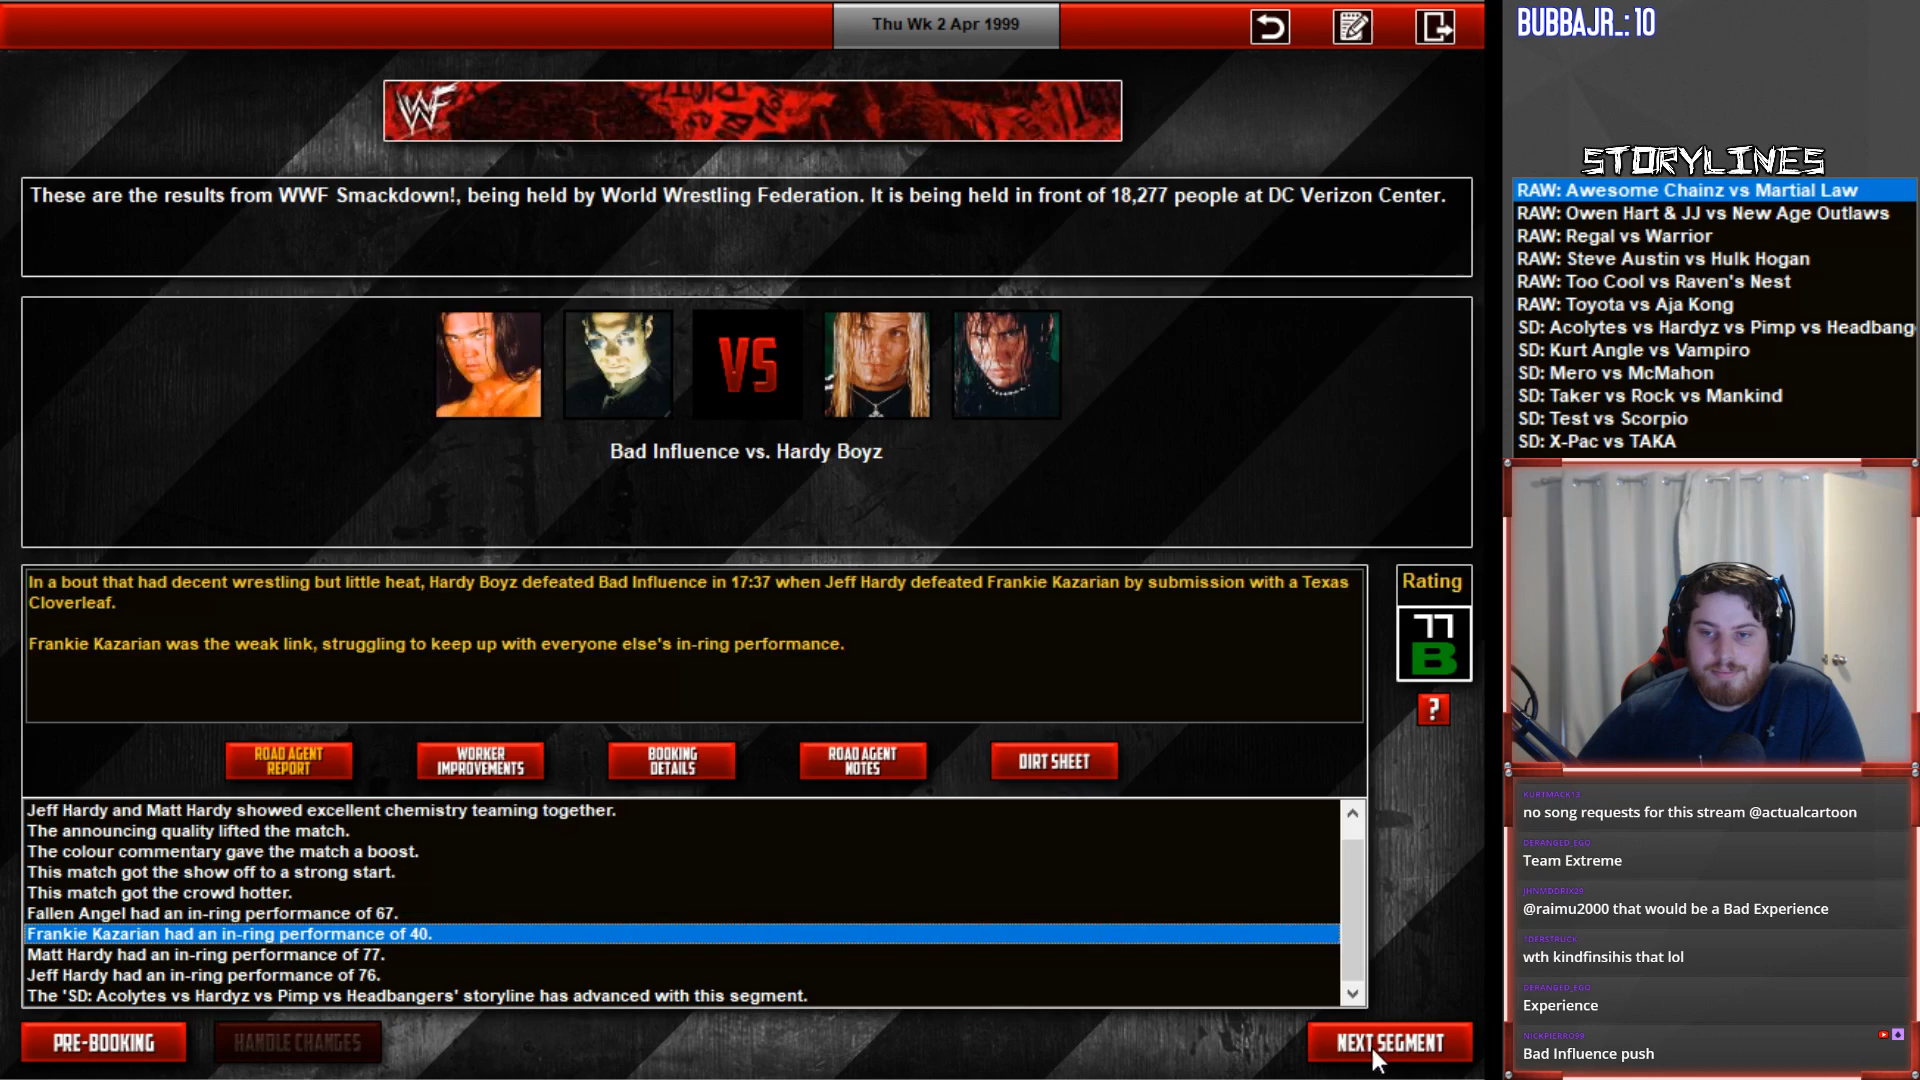 Thu Wk 2 Apr 1999
BUBBAJR_: 10
WF
These are the results from WWF Smackdown!, being held by World Wrestling Federation. It is being held in front of 18,277 people at DC Verizon Center.
VS
Bad Influence vs. Hardy Boyz
In a bout that had decent wrestling but little heat, Hardy Boyz defeated Bad Influence in 17:37 when Jeff Hardy defeated Frankie Kazarian by submission with a Texas
Cloverleaf.
Frankie Kazarian was the weak link, struggling to keep up with everyone else's in-ring performance.
Rating
77
B
?
ROAD AGENT
REPORT
WORKER
IMPROVEMENTS
BOOKING
DETAILS
ROAD AGENT
NOTES
DIRT SHEET
Jeff Hardy and Matt Hardy showed excellent chemistry teaming together.
The announcing quality lifted the match.
The colour commentary gave the match a boost.
This match got the show off to a strong start.
This match got the crowd hotter.
Fallen Angel had an in-ring performance of 67.
Frankie Kazarian had an in-ring performance of 40.
Matt Hardy had an in-ring performance of 77.
Jeff Hardy had an in-ring performance of 76.
The 'SD: Acolytes vs Hardyz vs Pimp vs Headbangers' storyline has advanced with this segment.
PRE-BOOKING
HANDLE CHANGES
NEXT SEGMENT
STORYLINES
RAW: Awesome Chainz vs Martial Law
RAW: Owen Hart & JJ vs New Age Outlaws
RAW: Regal vs Warrior
RAW: Steve Austin vs Hulk Hogan
RAW: Too Cool vs Raven's Nest
RAW: Toyota vs Aja Kong
SD: Acolytes vs Hardyz vs Pimp vs Headbang
SD: Kurt Angle vs Vampiro
SD: Mero vs McMahon
SD: Taker vs Rock vs Mankind
SD: Test vs Scorpio
SD: X-Pac vs TAKA
KURTMACK13
no song requests for this stream @actualcartoon
DERANGED_EGO
Team Extreme
JHNMDDRIX29
@raimu2000 that would be a Bad Experience
1DERSTRUCK
wth kindfinsihis that lol
DERANGED_EGO
Experience
NICKPIERRO99
Bad Influence push